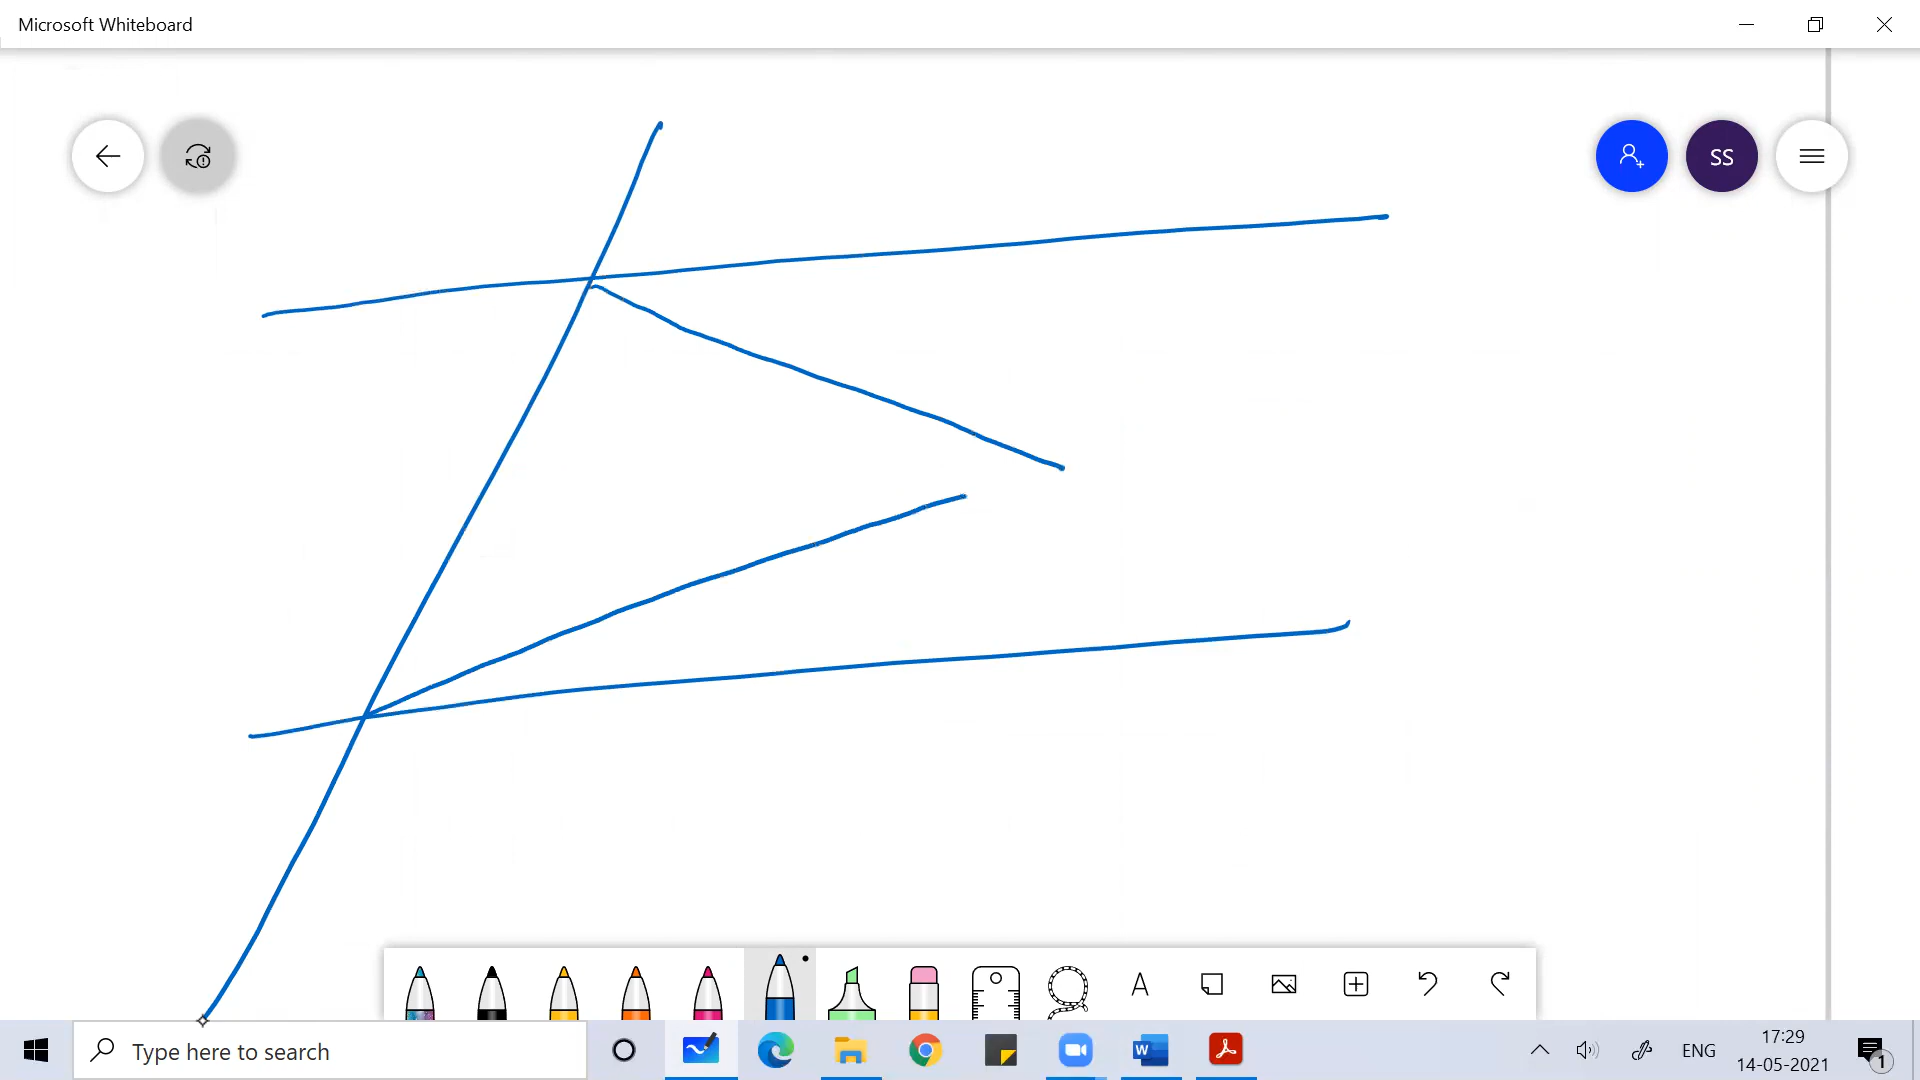 Microsoft Whiteboard
SS
A
Type here to search
W
ENG
17:29
14-05-2021
1